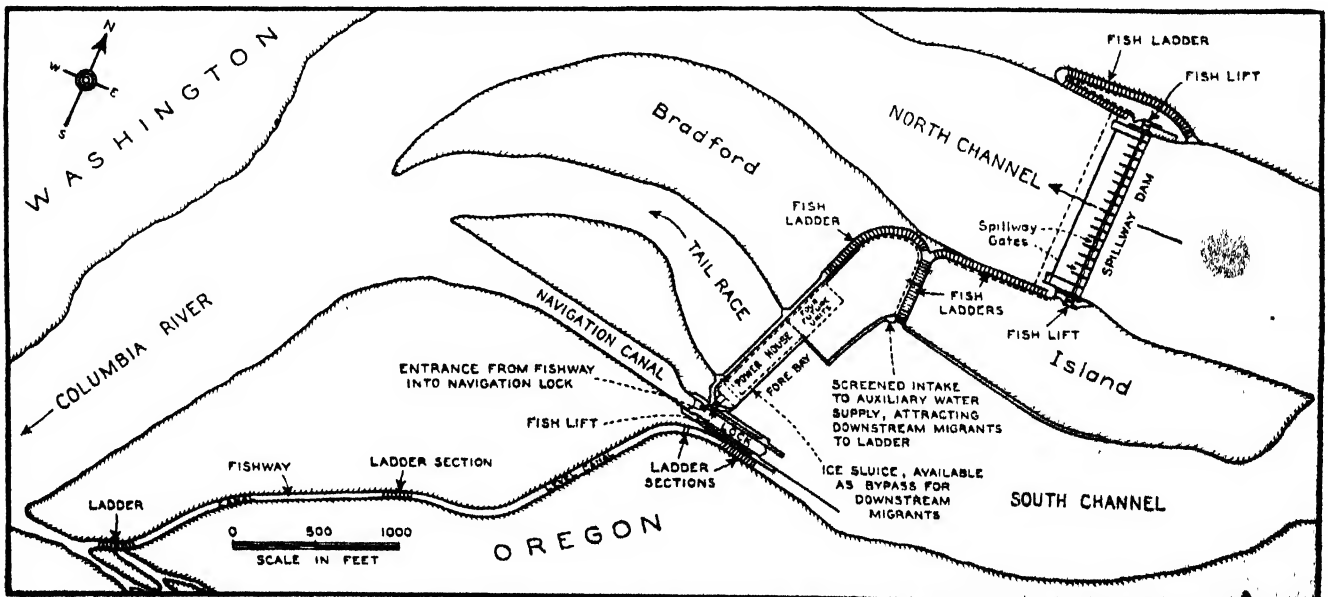 N
W
E
S
WASHINGTON
COLUMBIA RIVER
Bradford
Island
NORTH CHANNEL
FISH LADDER
FISH LIFT
Spillway
Gates
SPILLWAY DAM
FISH LIFT
FISH
LADDER
FISH
LADDERS
TAIL RACE
NAVIGATION CANAL
POWER HOUSE
FORE BAY
ENTRANCE FROM FISHWAY
INTO NAVIGATION LOCK
FISH LIFT
LOCK
SCREENED INTAKE
TO AUXILIARY WATER
SUPPLY, ATTRACTING
DOWNSTREAM MIGRANTS
TO LADDER
ICE SLUICE, AVAILABLE
AS BYPASS FOR
DOWNSTREAM
MIGRANTS
SOUTH CHANNEL
LADDER
SECTIONS
LADDER SECTION
FISHWAY
LADDER
0 500 1000
SCALE IN FEET
OREGON